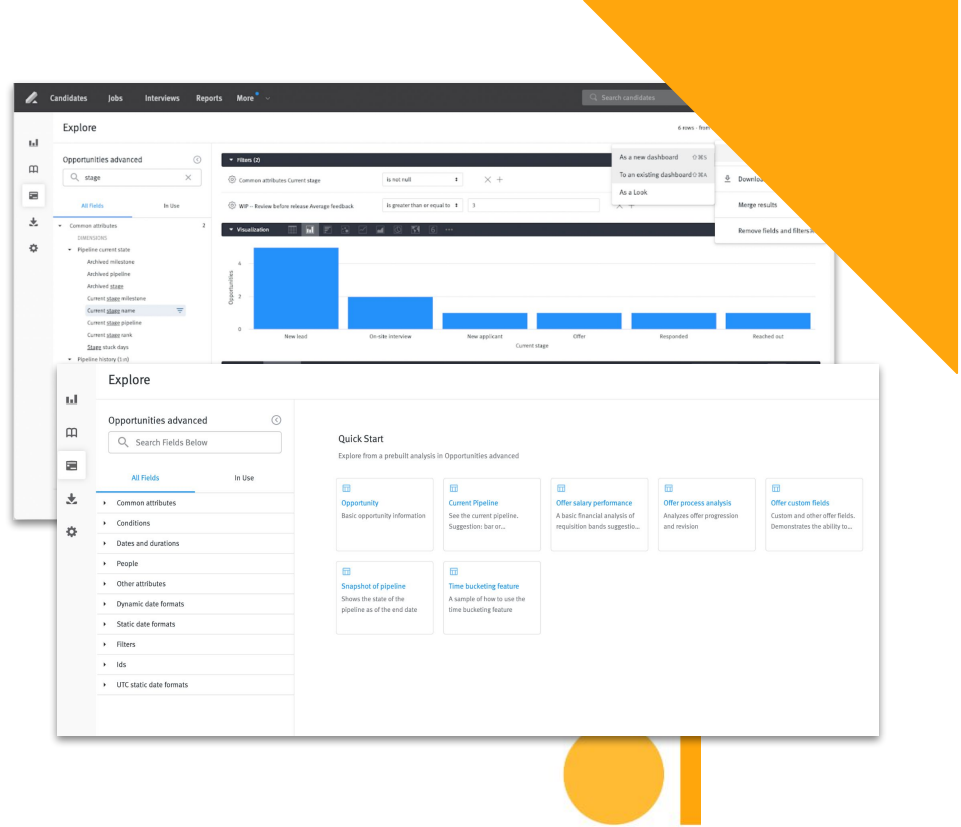 Candidates Jobs Interviews Reports More
Search candidates
Explore
6 rows · from
Opportunities advanced
stage
All Fields In Use
Common attributes 2
DIMENSIONS
Pipeline current state
Archived milestone
Archived pipeline
Archived stage
Current stage milestone
Current stage name
Current stage pipeline
Current stage rank
Stage stuck days
Pipeline history (1:n)
Filters (2)
Common attributes Current stage is not null
WIP -- Review before release Average feedback is greater than or equal to 3
As a new dashboard ⇧⌘S
To an existing dashboard ⇧⌘A
As a Look
Merge results
Remove fields and filters
Visualization
Opportunities
4
2
0
New lead On-site interview New applicant Offer Responded Reached out
Current stage
Explore
Opportunities advanced
Search Fields Below
All Fields In Use
Common attributes
Conditions
Dates and durations
People
Other attributes
Dynamic date formats
Static date formats
Filters
Ids
UTC static date formats
Quick Start
Explore from a prebuilt analysis in Opportunities advanced
Opportunity
Basic opportunity information
Current Pipeline
See the current pipeline.
Suggestion: bar or...
Offer salary performance
A basic financial analysis of
requisition bands suggestio...
Offer process analysis
Analyzes offer progression
and revision
Offer custom fields
Custom and other offer fields.
Demonstrates the ability to...
Snapshot of pipeline
Shows the state of the
pipeline as of the end date
Time bucketing feature
A sample of how to use the
time bucketing feature